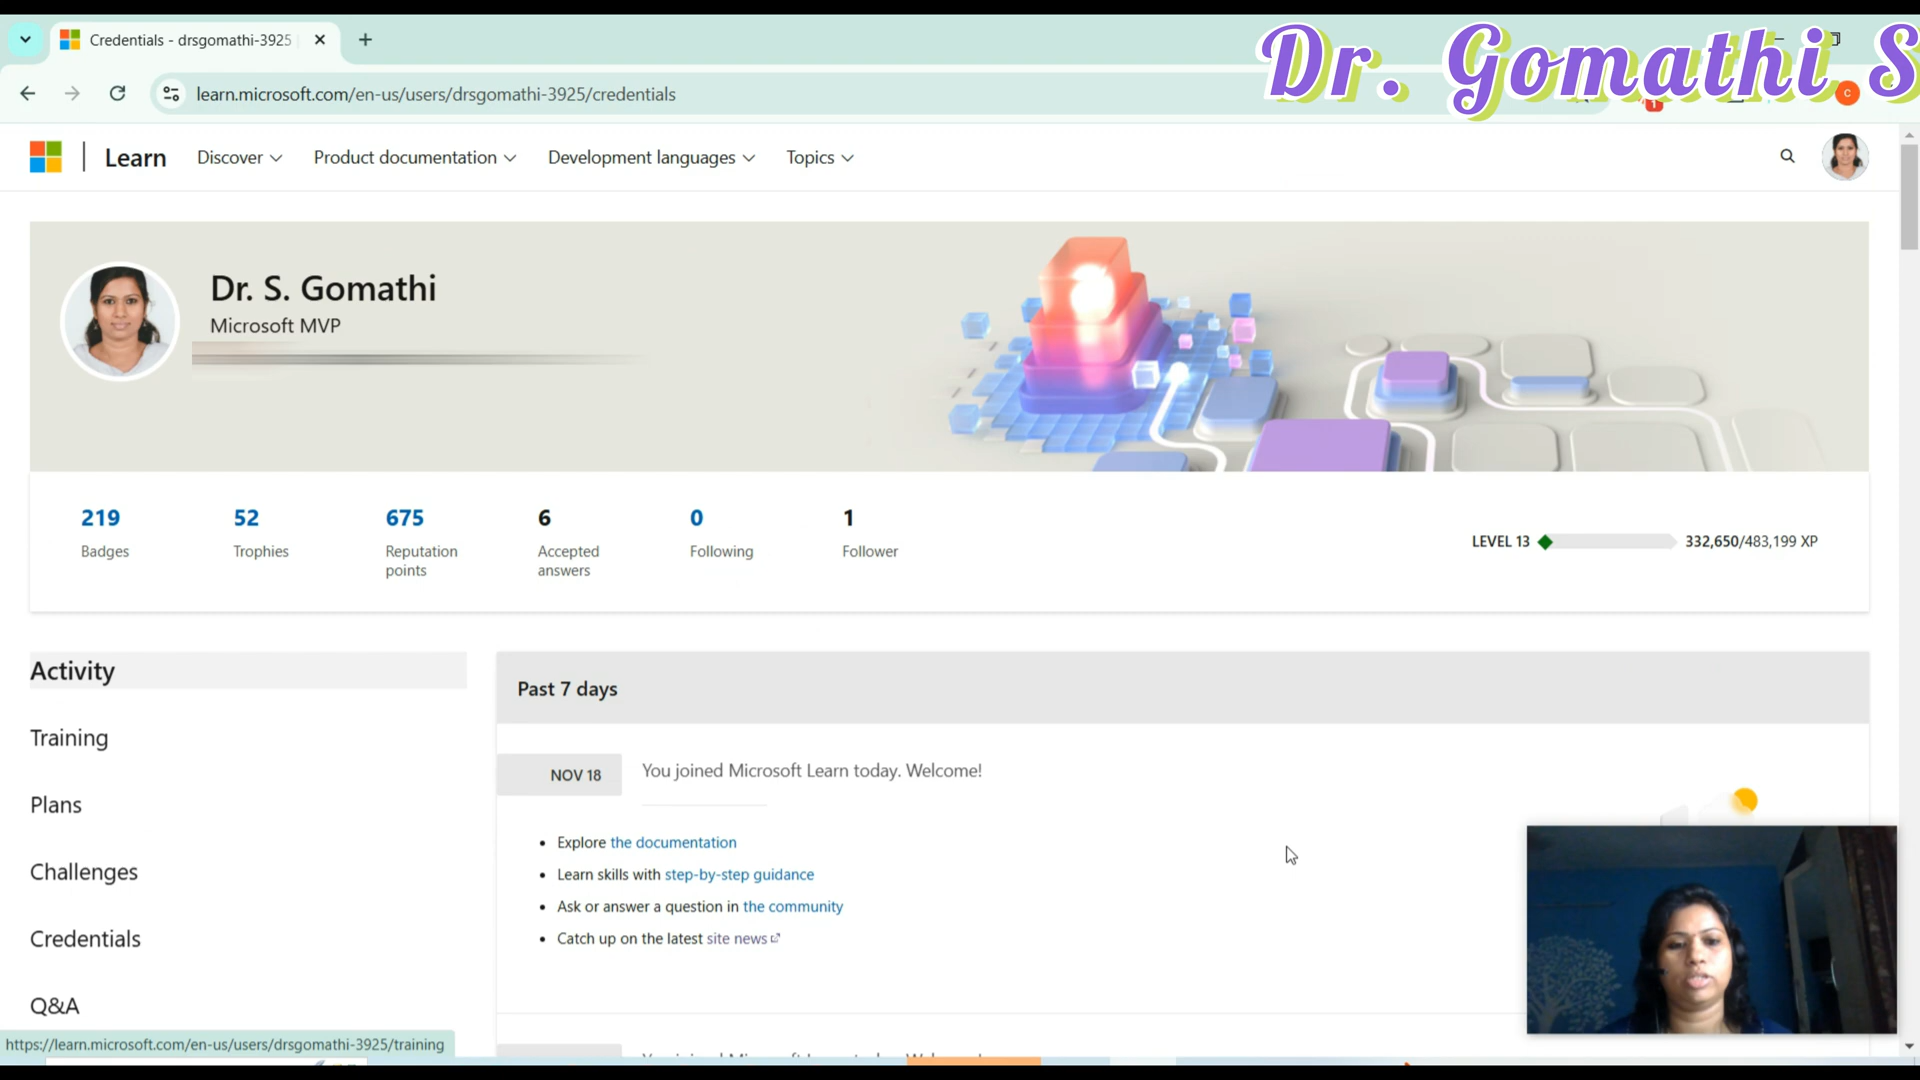 Credentials - drsgomathi-3925
Dr. Gomathi S
learn.microsoft.com/en-us/users/drsgomathi-3925/credentials
1
C
Learn
Discover
Product documentation
Development languages
Topics
Dr. S. Gomathi
Microsoft MVP
219
Badges
52
Trophies
675
Reputation points
6
Accepted answers
0
Following
1
Follower
LEVEL 13
332,650/483,199 XP
Activity
Training
Plans
Challenges
Credentials
Q&A
Past 7 days
NOV 18
You joined Microsoft Learn today. Welcome!
• Explore the documentation
• Learn skills with step-by-step guidance
• Ask or answer a question in the community
• Catch up on the latest site news
https://learn.microsoft.com/en-us/users/drsgomathi-3925/training